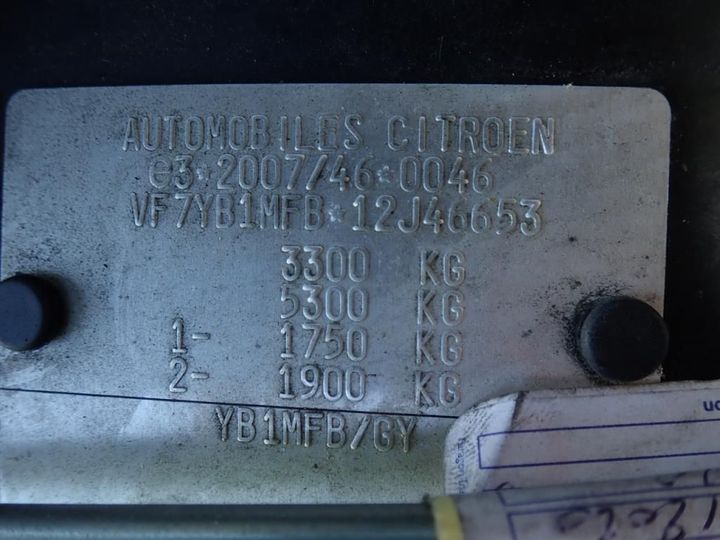 AUTOMOBILES CITROEN
e3*2007/46*0046
VF7YB1MFB*12J46653
3300 KG
5300 KG
1- 1750 KG
2- 1900 KG
YB1MFB/GY